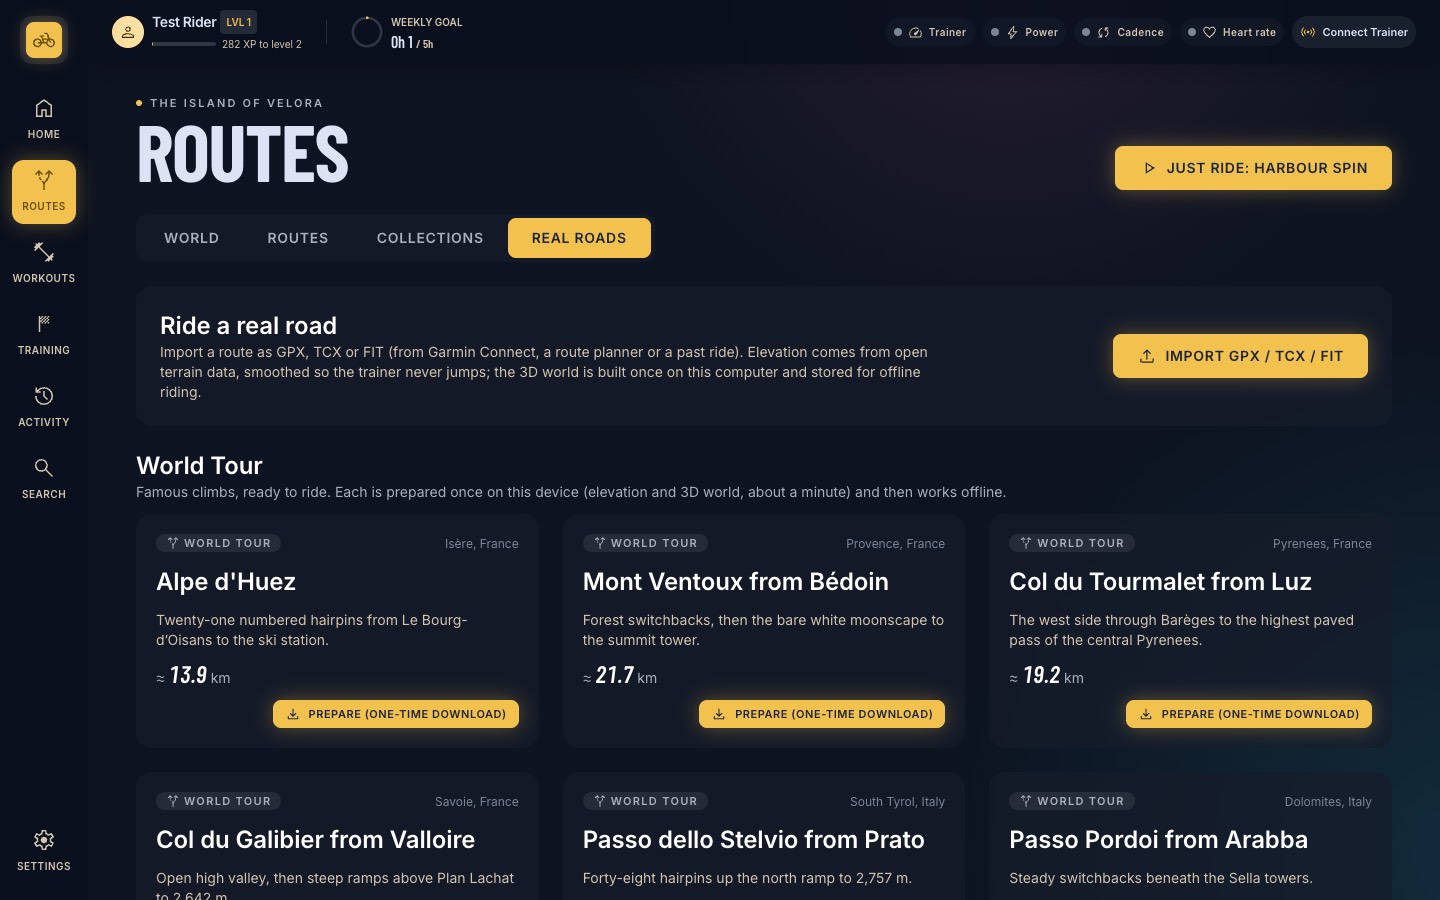 Test Rider LVL 1
282 XP to level 2
WEEKLY GOAL
0h 1 / 5h
Trainer
Power
Cadence
Heart rate
Connect Trainer
HOME
ROUTES
WORKOUTS
TRAINING
ACTIVITY
SEARCH
SETTINGS
THE ISLAND OF VELORA
ROUTES
JUST RIDE: HARBOUR SPIN
WORLD
ROUTES
COLLECTIONS
REAL ROADS
Ride a real road
Import a route as GPX, TCX or FIT (from Garmin Connect, a route planner or a past ride). Elevation comes from open
terrain data, smoothed so the trainer never jumps; the 3D world is built once on this computer and stored for offline
riding.
IMPORT GPX / TCX / FIT
World Tour
Famous climbs, ready to ride. Each is prepared once on this device (elevation and 3D world, about a minute) and then works offline.
WORLD TOUR
Isère, France
Alpe d'Huez
Twenty-one numbered hairpins from Le Bourg-
d’Oisans to the ski station.
≈ 13.9 km
PREPARE (ONE-TIME DOWNLOAD)
WORLD TOUR
Provence, France
Mont Ventoux from Bédoin
Forest switchbacks, then the bare white moonscape to
the summit tower.
≈ 21.7 km
PREPARE (ONE-TIME DOWNLOAD)
WORLD TOUR
Pyrenees, France
Col du Tourmalet from Luz
The west side through Barèges to the highest paved
pass of the central Pyrenees.
≈ 19.2 km
PREPARE (ONE-TIME DOWNLOAD)
WORLD TOUR
Savoie, France
Col du Galibier from Valloire
Open high valley, then steep ramps above Plan Lachat
to 2,642 m.
WORLD TOUR
South Tyrol, Italy
Passo dello Stelvio from Prato
Forty-eight hairpins up the north ramp to 2,757 m.
WORLD TOUR
Dolomites, Italy
Passo Pordoi from Arabba
Steady switchbacks beneath the Sella towers.